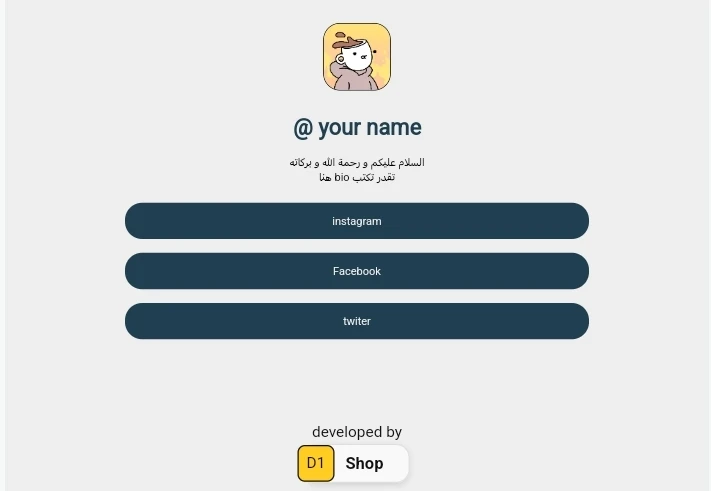 @ your name
السلام عليكم و رحمة الله و بركاته
تقدر تكتب bio هنا
instagram
Facebook
twiter
developed by
D1 Shop